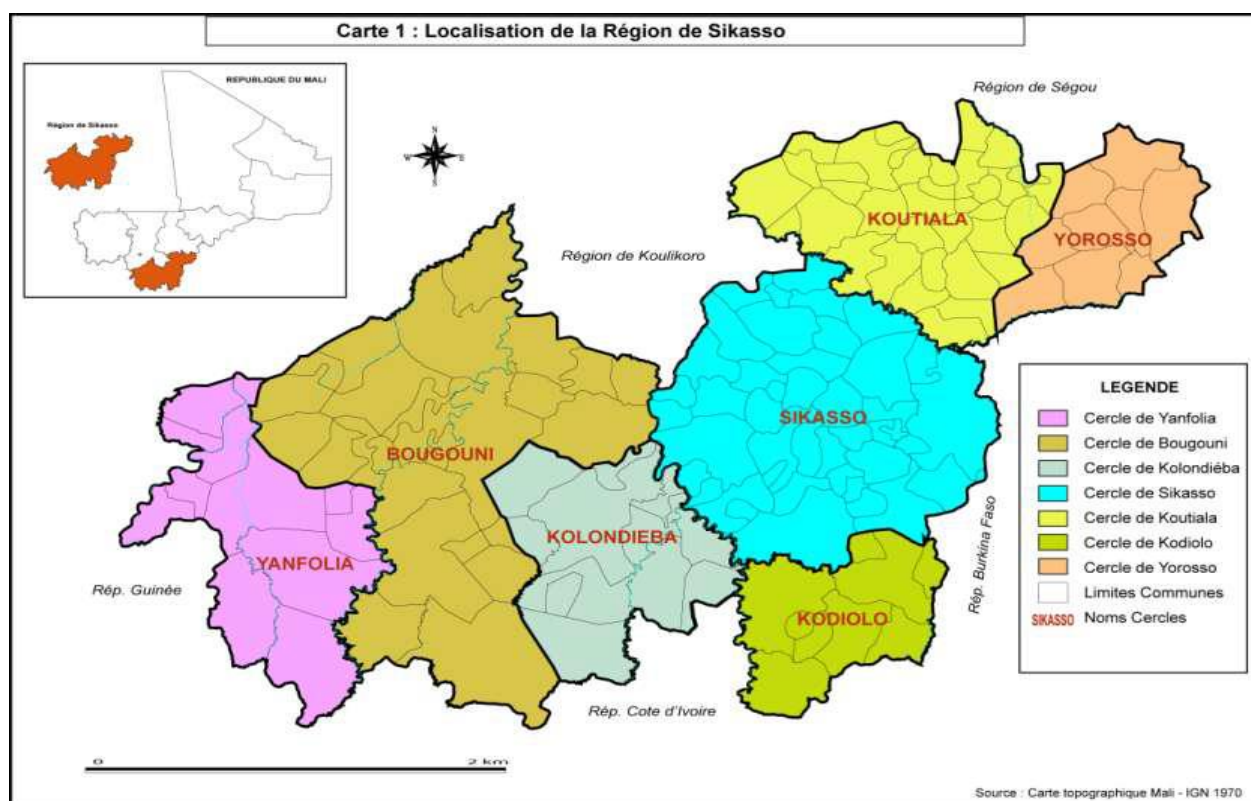 Carte 1 : Localisation de la Région de Sikasso
REPUBLIQUE DU MALI
Région de Sikasso
N
W
E
S
Région de Ségou
Région de Koulikoro
KOUTIALA
YOROSSO
SIKASSO
BOUGOUNI
KOLONDIEBA
YANFOLIA
KODIOLO
Rép. Guinée
Rép. Burkina Faso
Rép. Cote d'Ivoire
LEGENDE
Cercle de Yanfolia
Cercle de Bougouni
Cercle de Kolondiéba
Cercle de Sikasso
Cercle de Koutiala
Cercle de Kodiolo
Cercle de Yorosso
Limites Communes
SIKASSO Noms Cercles
0 2 km
Source : Carte topographique Mali - IGN 1970